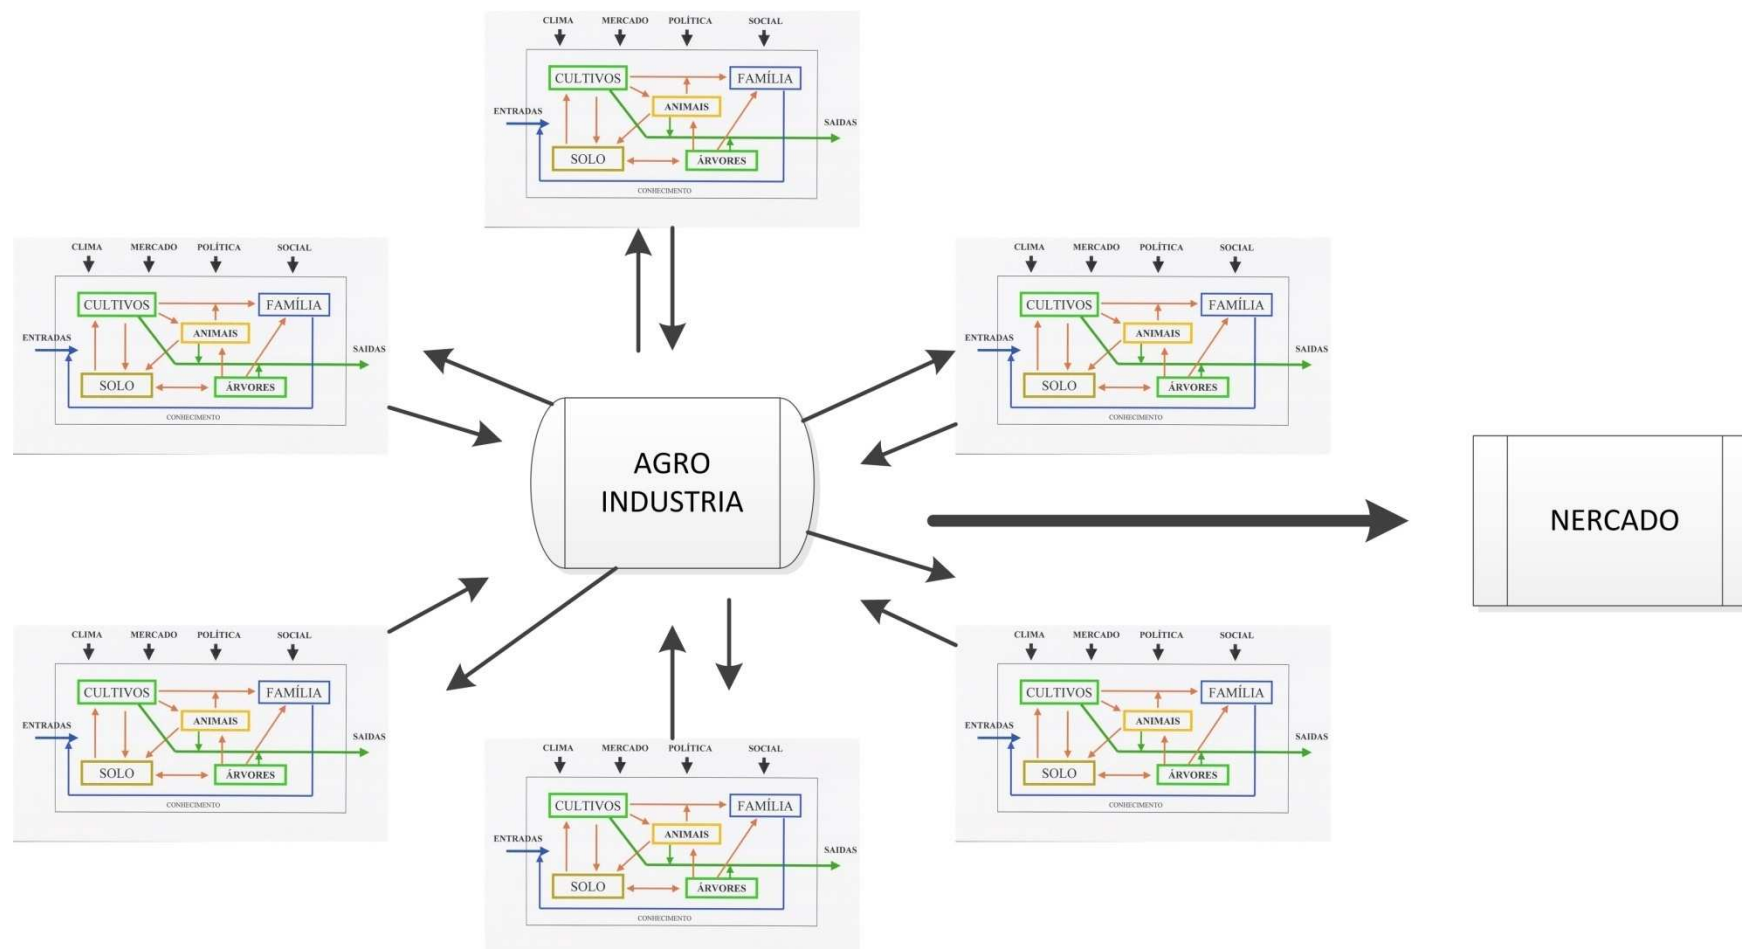 CLIMA MERCADO POLÍTICA SOCIAL
CULTIVOS FAMÍLIA
ANIMAIS
ENTRADAS
SAIDAS
SOLO ÁRVORES
CONHECIMENTO
CLIMA MERCADO POLÍTICA SOCIAL
CULTIVOS FAMÍLIA
ANIMAIS
ENTRADAS
SAIDAS
SOLO ÁRVORES
CONHECIMENTO
CLIMA MERCADO POLÍTICA SOCIAL
CULTIVOS FAMÍLIA
ANIMAIS
ENTRADAS
SAIDAS
SOLO ÁRVORES
CONHECIMENTO
AGRO
INDUSTRIA
NERCADO
CLIMA MERCADO POLÍTICA SOCIAL
CULTIVOS FAMÍLIA
ANIMAIS
ENTRADAS
SAIDAS
SOLO ÁRVORES
CONHECIMENTO
CLIMA MERCADO POLÍTICA SOCIAL
CULTIVOS FAMÍLIA
ANIMAIS
ENTRADAS
SAIDAS
SOLO ÁRVORES
CONHECIMENTO
CLIMA MERCADO POLÍTICA SOCIAL
CULTIVOS FAMÍLIA
ANIMAIS
ENTRADAS
SAIDAS
SOLO ÁRVORES
CONHECIMENTO